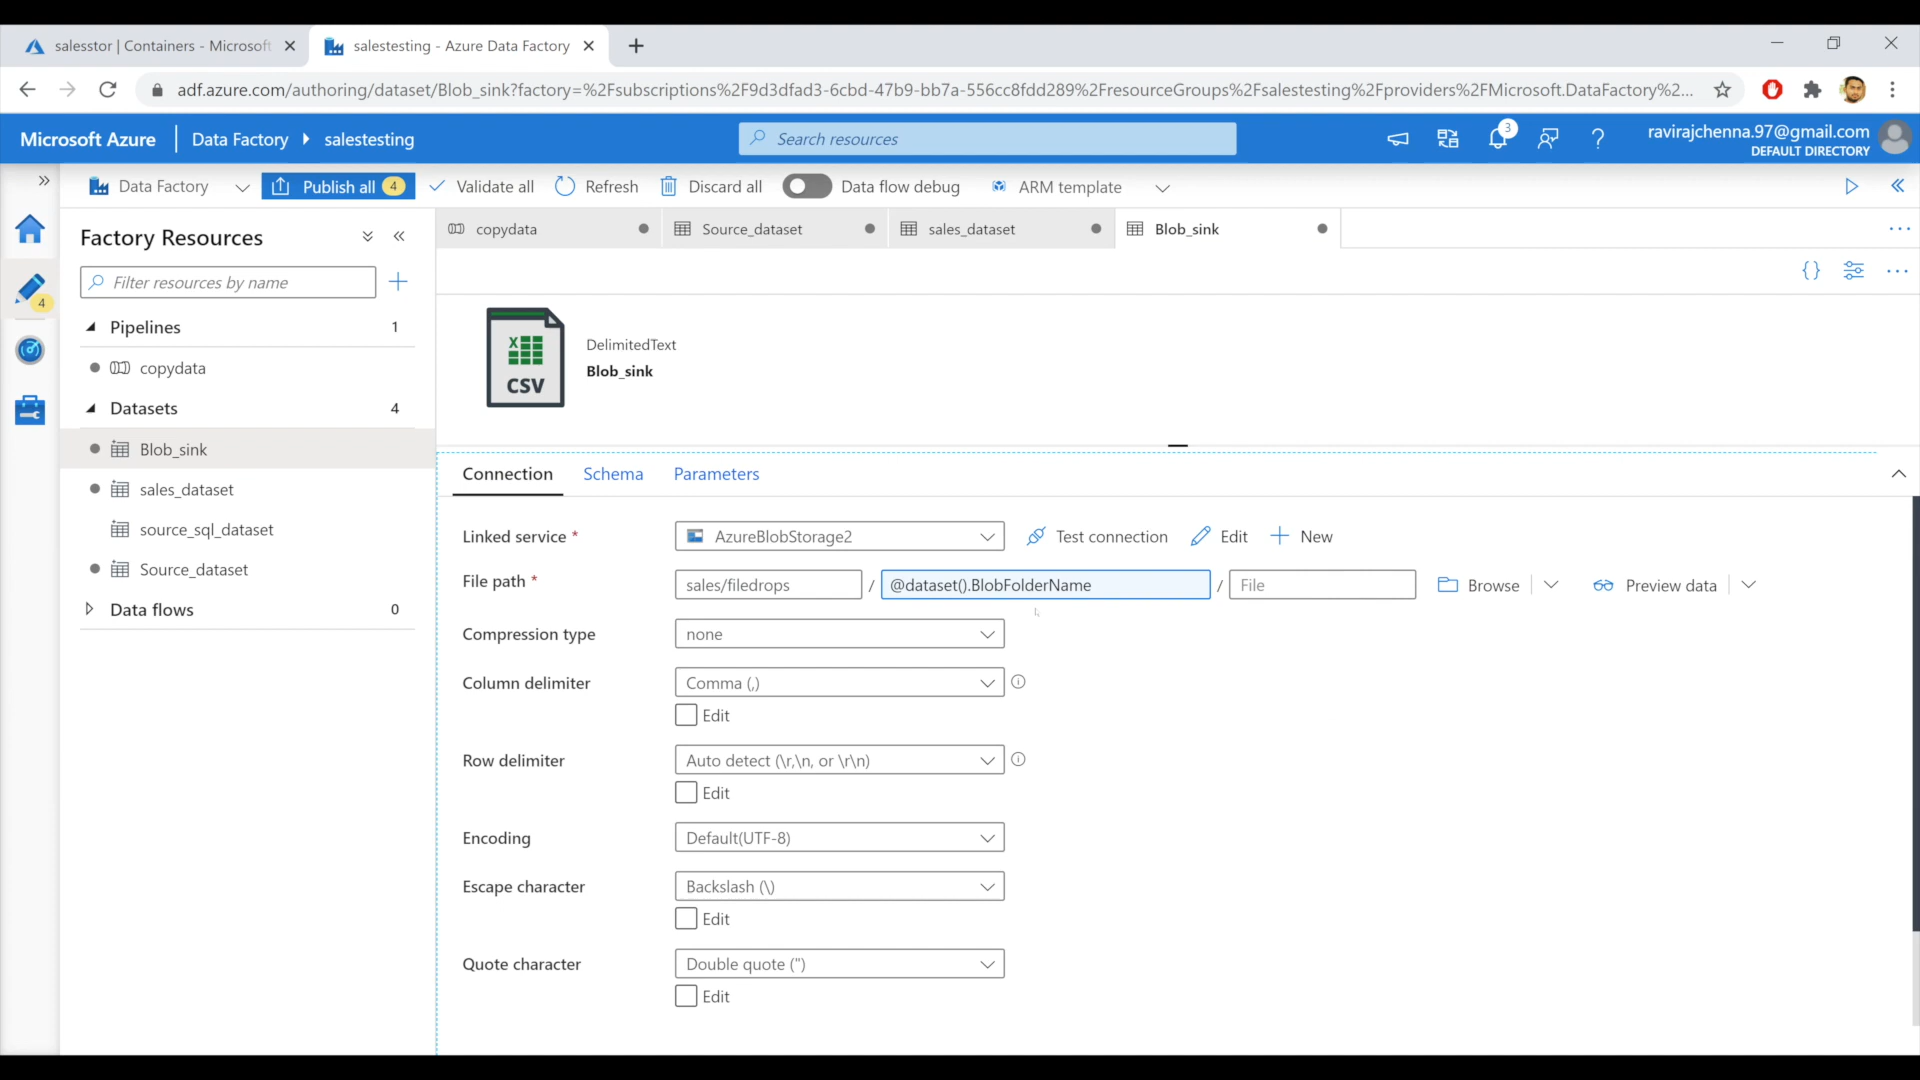 salesstor | Containers - Microsoft
salestesting - Azure Data Factory
adf.azure.com/authoring/dataset/Blob_sink?factory=%2Fsubscriptions%2F9d3dfad3-6cbd-47b9-bb7a-556cc8fdd289%2FresourceGroups%2Fsalestesting%2Fproviders%2FMicrosoft.DataFactory%2...
Microsoft Azure
Data Factory
salestesting
Search resources
3
ravirajchenna.97@gmail.com
DEFAULT DIRECTORY
Data Factory
Publish all 4
Validate all
Refresh
Discard all
Data flow debug
ARM template
4
Factory Resources
Filter resources by name
Pipelines 1
copydata
Datasets 4
Blob_sink
sales_dataset
source_sql_dataset
Source_dataset
Data flows 0
copydata
Source_dataset
sales_dataset
Blob_sink
CSV
DelimitedText
Blob_sink
Connection
Schema
Parameters
Linked service *
AzureBlobStorage2
Test connection
Edit
New
File path *
sales/filedrops / @dataset().BlobFolderName / File
Browse
Preview data
Compression type
none
Column delimiter
Comma (,)
Edit
Row delimiter
Auto detect (\r,\n, or \r\n)
Edit
Encoding
Default(UTF-8)
Escape character
Backslash (\)
Edit
Quote character
Double quote (")
Edit